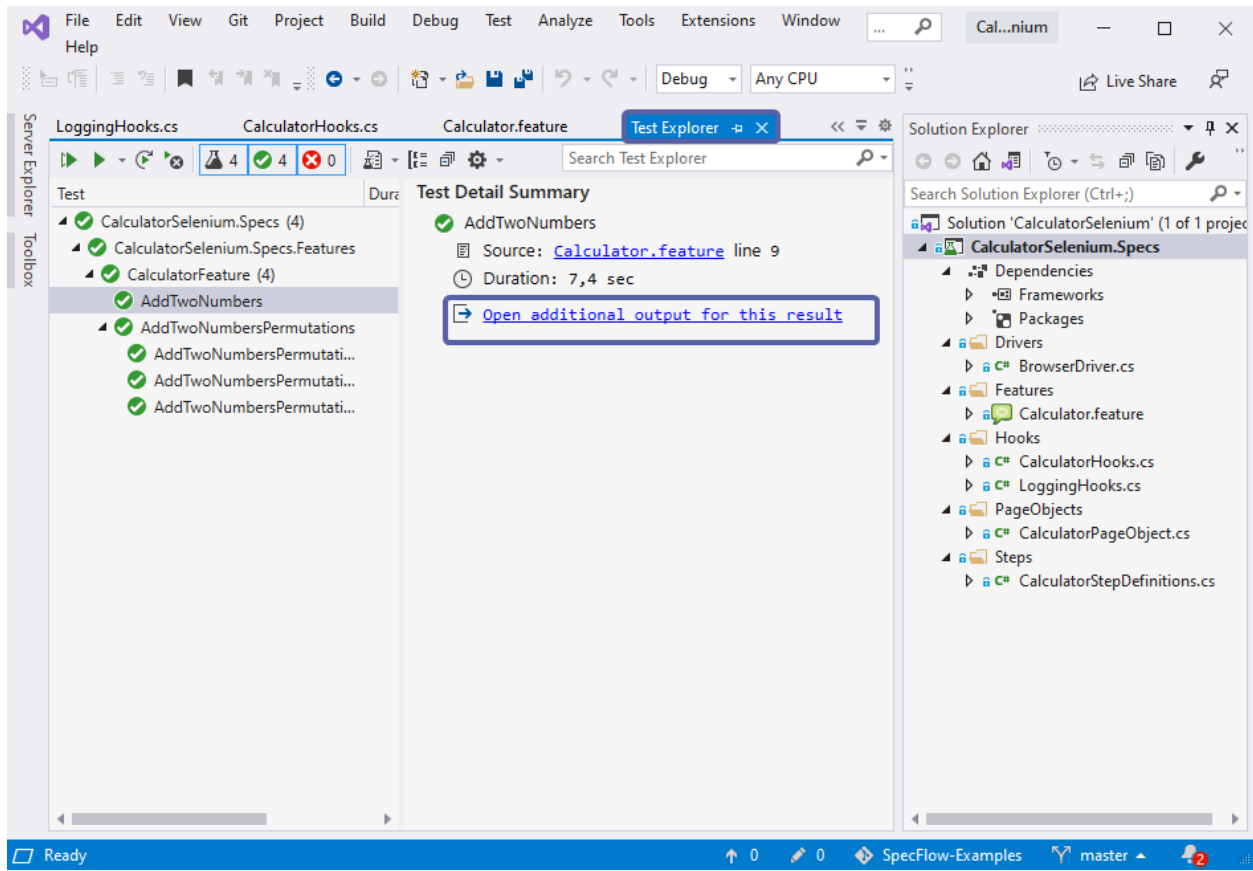 File Edit View Git Project Build Debug Test Analyze Tools Extensions Window ... Cal...nium
Help
Debug Any CPU Live Share
Server Explorer
Toolbox
LoggingHooks.cs CalculatorHooks.cs Calculator.feature Test Explorer
4 4 0 Search Test Explorer
Test Dura
CalculatorSelenium.Specs (4)
CalculatorSelenium.Specs.Features
CalculatorFeature (4)
AddTwoNumbers
AddTwoNumbersPermutations
AddTwoNumbersPermutati...
AddTwoNumbersPermutati...
AddTwoNumbersPermutati...
Test Detail Summary
AddTwoNumbers
Source: Calculator.feature line 9
Duration: 7,4 sec
Open additional output for this result
Solution Explorer
Search Solution Explorer (Ctrl+;)
Solution 'CalculatorSelenium' (1 of 1 projec
CalculatorSelenium.Specs
Dependencies
Frameworks
Packages
Drivers
C# BrowserDriver.cs
Features
Calculator.feature
Hooks
C# CalculatorHooks.cs
C# LoggingHooks.cs
PageObjects
C# CalculatorPageObject.cs
Steps
C# CalculatorStepDefinitions.cs
Ready 0 0 SpecFlow-Examples master 2